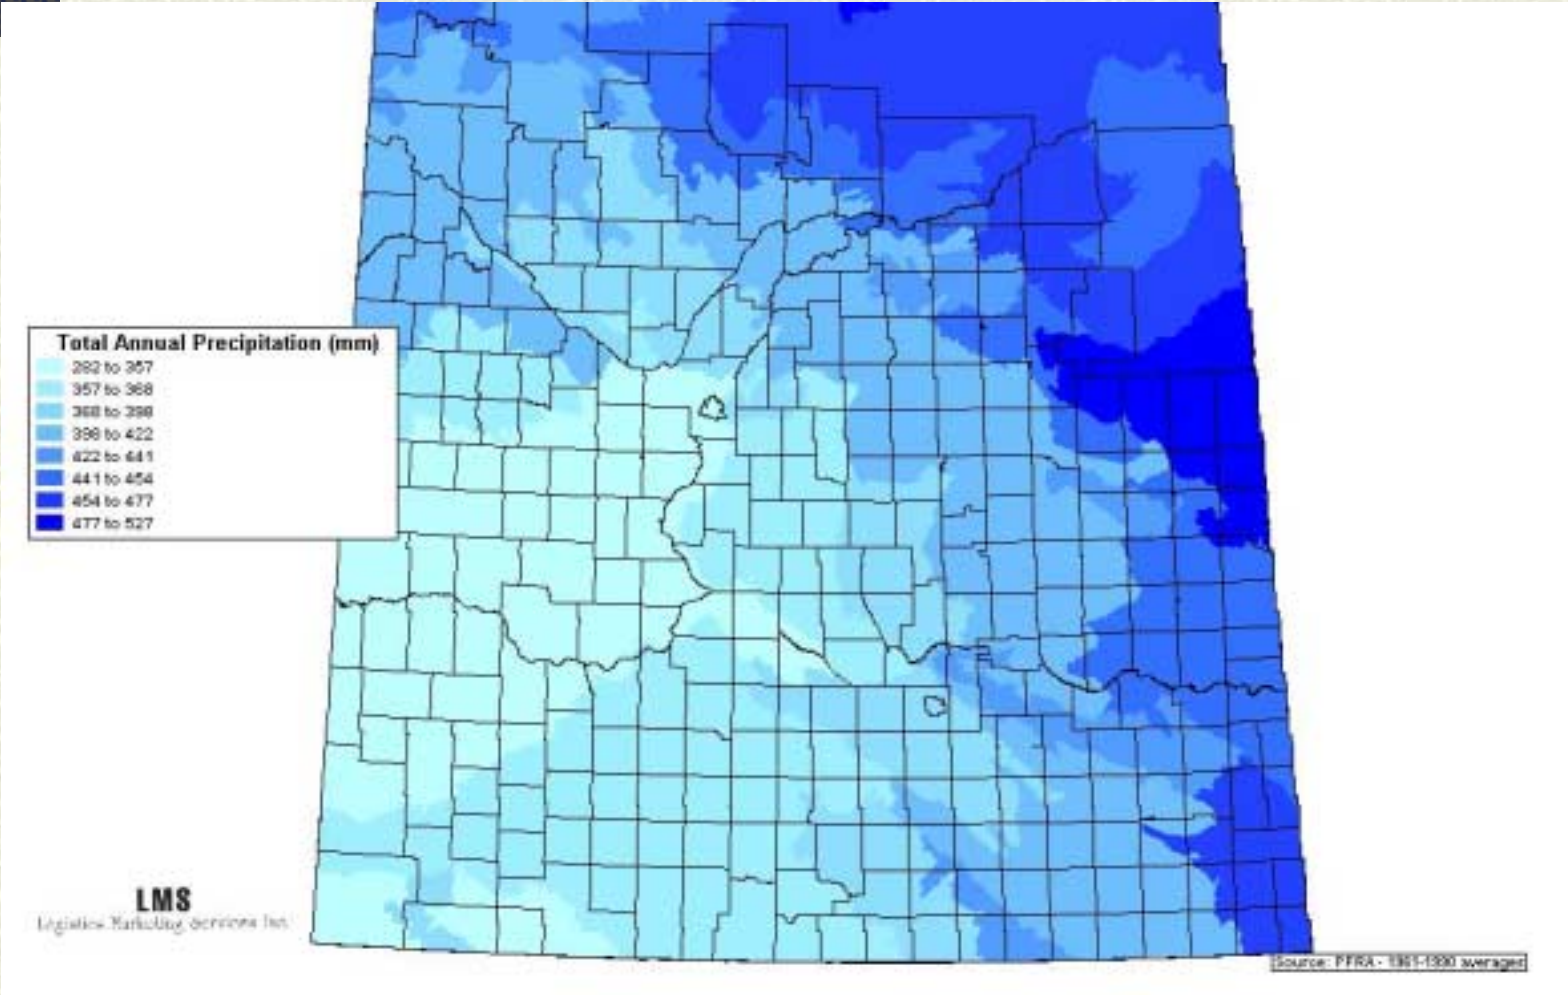 Total Annual Precipitation (mm)
282 to 357
357 to 368
368 to 398
398 to 422
422 to 441
441 to 454
454 to 477
477 to 527
LMS
Logistics Marketing Services Inc.
Source: PFRA - 1961-1990 averages